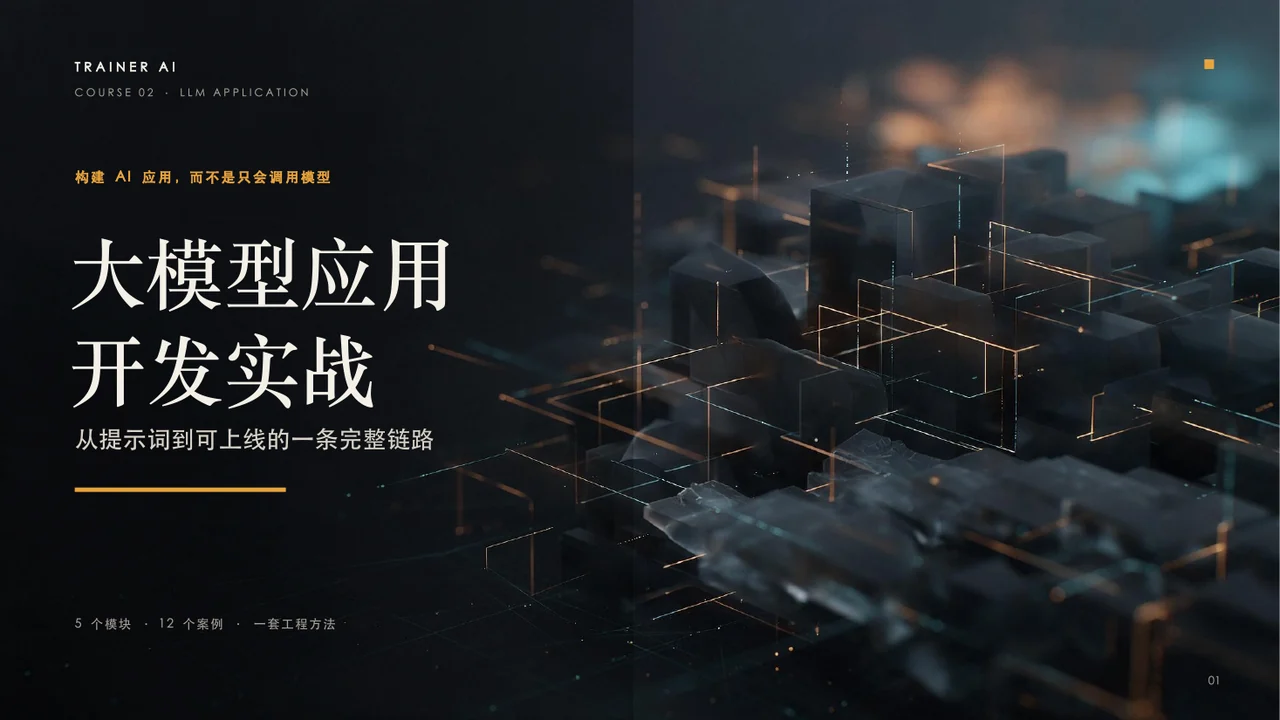 TRAINER AI
COURSE 02 · LLM APPLICATION
构建 AI 应用，而不是只会调用模型
大模型应用
开发实战
从提示词到可上线的一条完整链路
5 个模块 · 12 个案例 · 一套工程方法
01